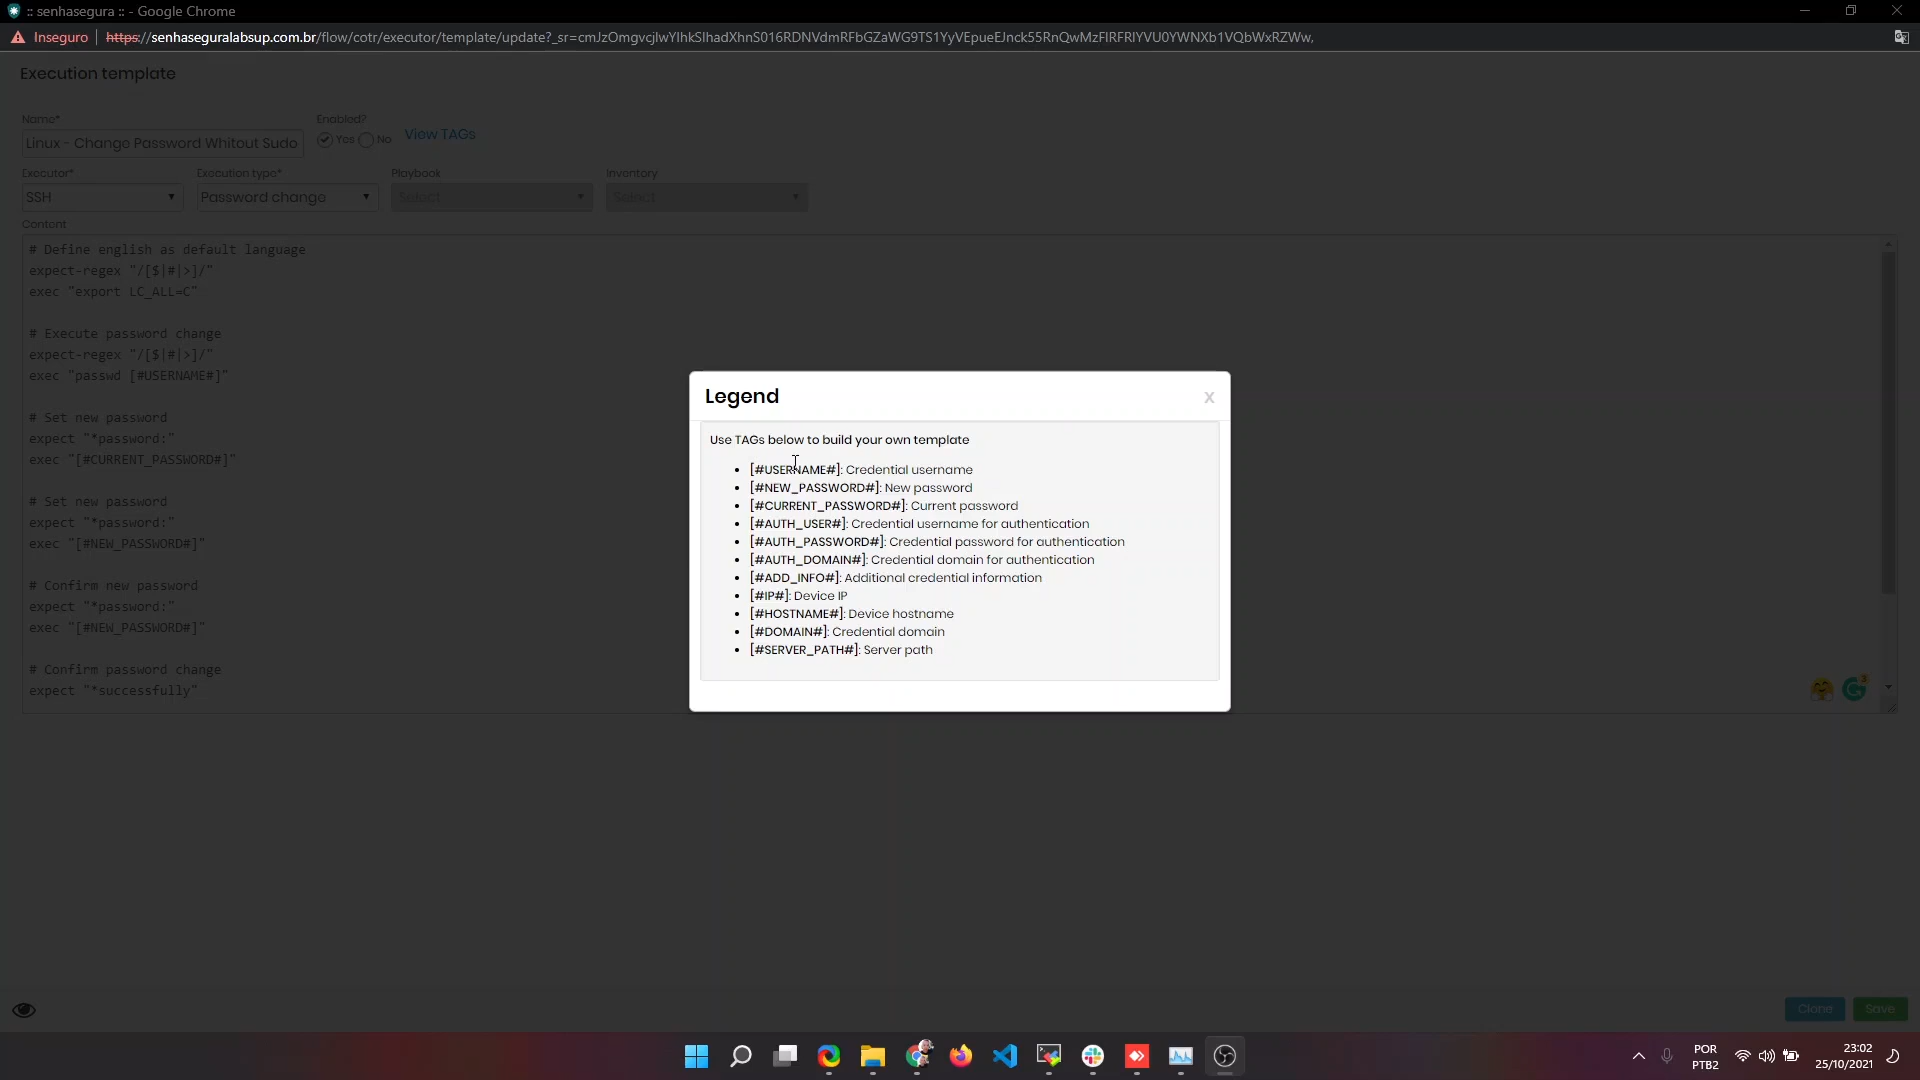 :: senhasegura :: - Google Chrome
Inseguro | https://senhaseguralabsup.com.br/flow/cotr/executor/template/update?_sr=
Execution template
Name*
Enabled?
Linux - Change Password Whitout Sudo
Yes No
View TAGs
Executor*
Execution type*
Playbook
Inventory
SSH
Password change
Select
Select
Content
# Define english as default language
expect-regex "/[$|#|>]/"
exec "export LC_ALL=C"
# Execute password change
expect-regex "/[$|#|>]/"
exec "passwd [#USERNAME#]"
# Set new password
expect "*password:"
exec "[#CURRENT_PASSWORD#]"
# Set new password
expect "*password:"
exec "[#NEW_PASSWORD#]"
# Confirm new password
expect "*password:"
exec "[#NEW_PASSWORD#]"
# Confirm password change
expect "*successfully"
Legend
x
Use TAGs below to build your own template
• [#USERNAME#]: Credential username
• [#NEW_PASSWORD#]: New password
• [#CURRENT_PASSWORD#]: Current password
• [#AUTH_USER#]: Credential username for authentication
• [#AUTH_PASSWORD#]: Credential password for authentication
• [#AUTH_DOMAIN#]: Credential domain for authentication
• [#ADD_INFO#]: Additional credential information
• [#IP#]: Device IP
• [#HOSTNAME#]: Device hostname
• [#DOMAIN#]: Credential domain
• [#SERVER_PATH#]: Server path
Clone
Save
POR
PTB2
23:02
25/10/2021